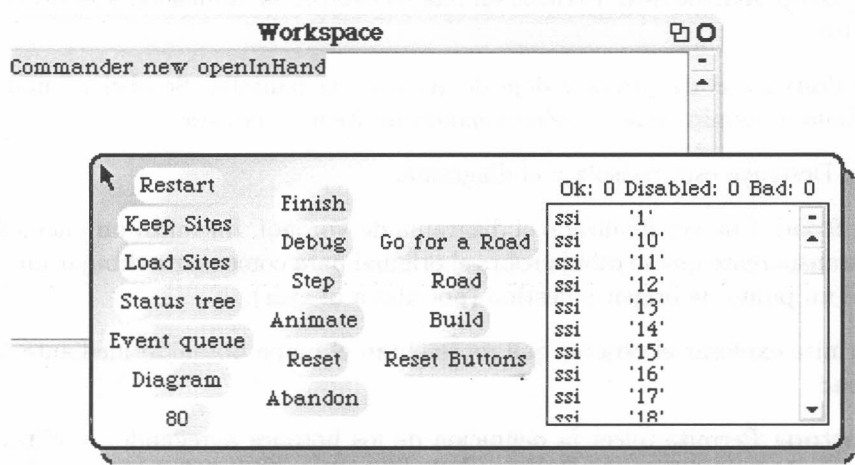 Workspace
Commander new openInHand
Restart
Keep Sites
Load Sites
Status tree
Event queue
Diagram
80
Finish
Debug
Step
Animate
Reset
Abandon
Go for a Road
Road
Build
Reset Buttons
Ok: 0 Disabled: 0 Bad: 0
ssi '1'
ssi '10'
ssi '11'
ssi '12'
ssi '13'
ssi '14'
ssi '15'
ssi '16'
ssi '17'
ssi '18'